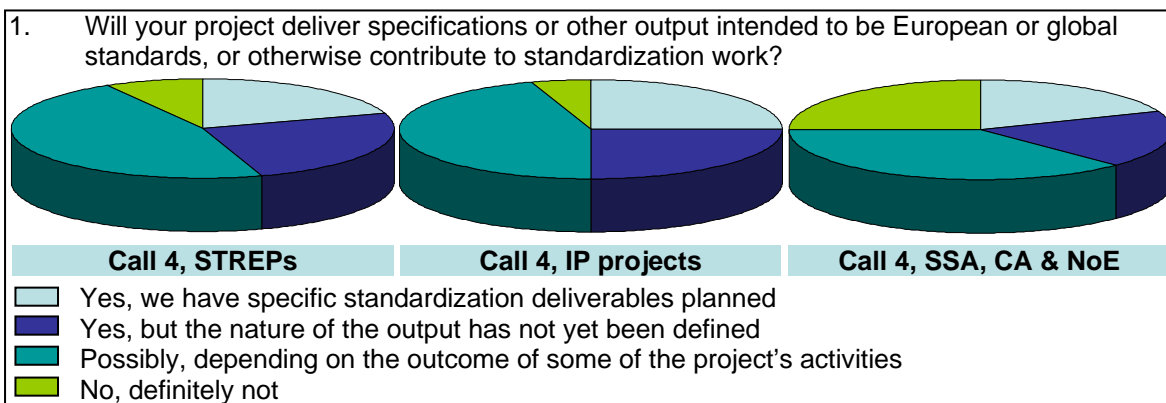 1. Will your project deliver specifications or other output intended to be European or global
standards, or otherwise contribute to standardization work?
Call 4, STREPs
Call 4, IP projects
Call 4, SSA, CA & NoE
Yes, we have specific standardization deliverables planned
Yes, but the nature of the output has not yet been defined
Possibly, depending on the outcome of some of the project's activities
No, definitely not